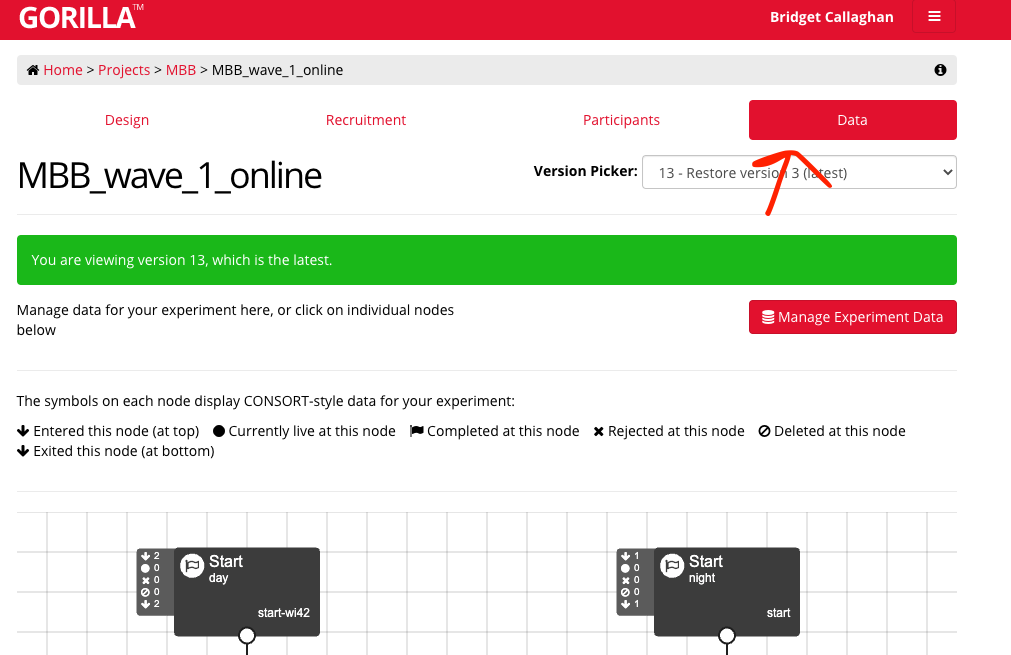 GORILLA™
Bridget Callaghan
Home > Projects > MBB > MBB_wave_1_online
Design Recruitment Participants Data
MBB_wave_1_online
Version Picker: 13 - Restore version 3 (latest)
You are viewing version 13, which is the latest.
Manage data for your experiment here, or click on individual nodes
below
Manage Experiment Data
The symbols on each node display CONSORT-style data for your experiment:
Entered this node (at top) Currently live at this node Completed at this node Rejected at this node Deleted at this node
Exited this node (at bottom)
2
0
0
0
2
Start
day
start-wi42
1
0
0
0
1
Start
night
start